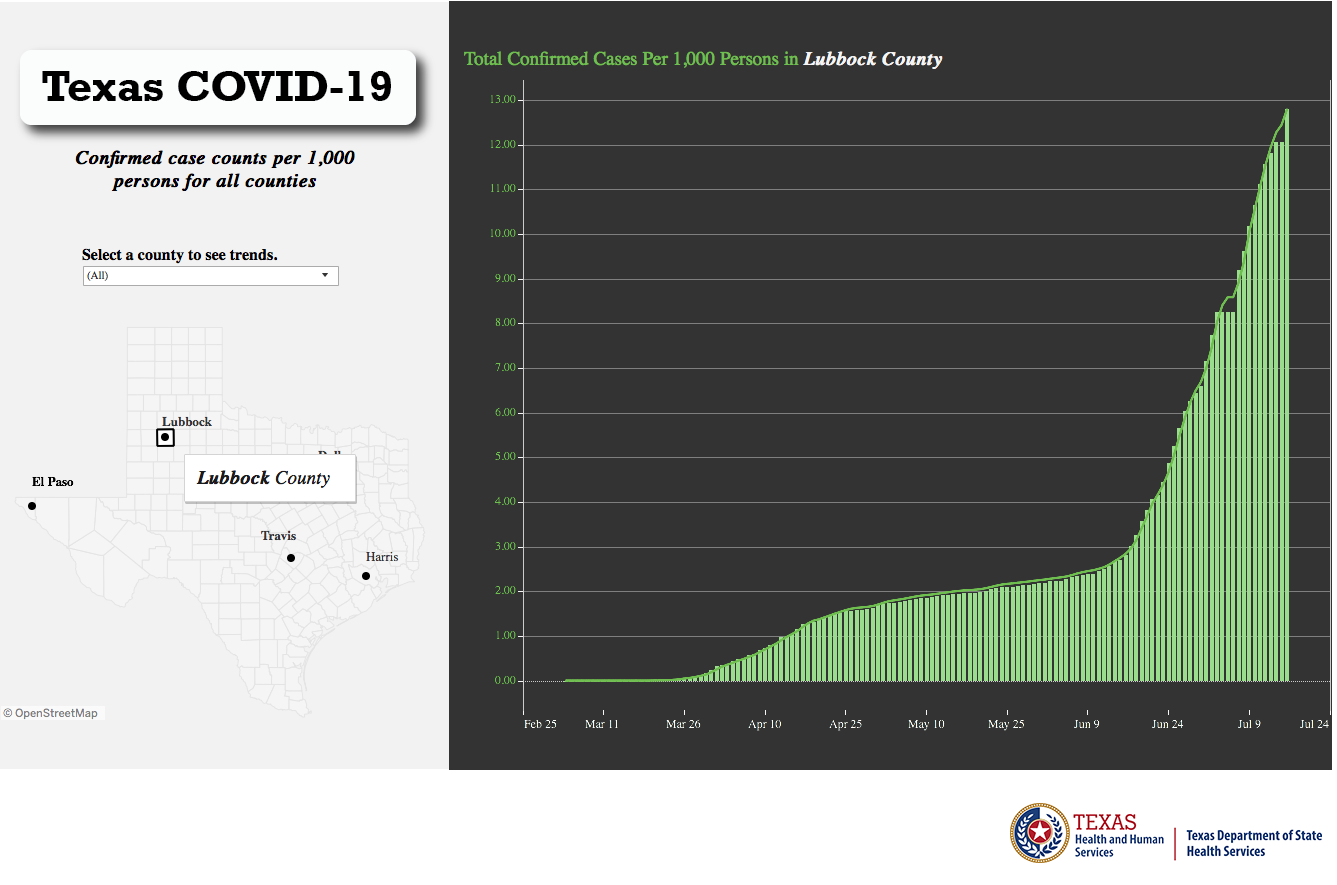 Texas COVID-19
Confirmed case counts per 1,000
persons for all counties
Select a county to see trends.
(All)
Lubbock
Lubbock County
El Paso
Travis
Harris
© OpenStreetMap
Total Confirmed Cases Per 1,000 Persons in Lubbock County
13.00
12.00
11.00
10.00
9.00
8.00
7.00
6.00
5.00
4.00
3.00
2.00
1.00
0.00
Feb 25 Mar 11 Mar 26 Apr 10 Apr 25 May 10 May 25 Jun 9 Jun 24 Jul 9 Jul 24
TEXAS
Health and Human
Services
Texas Department of State
Health Services